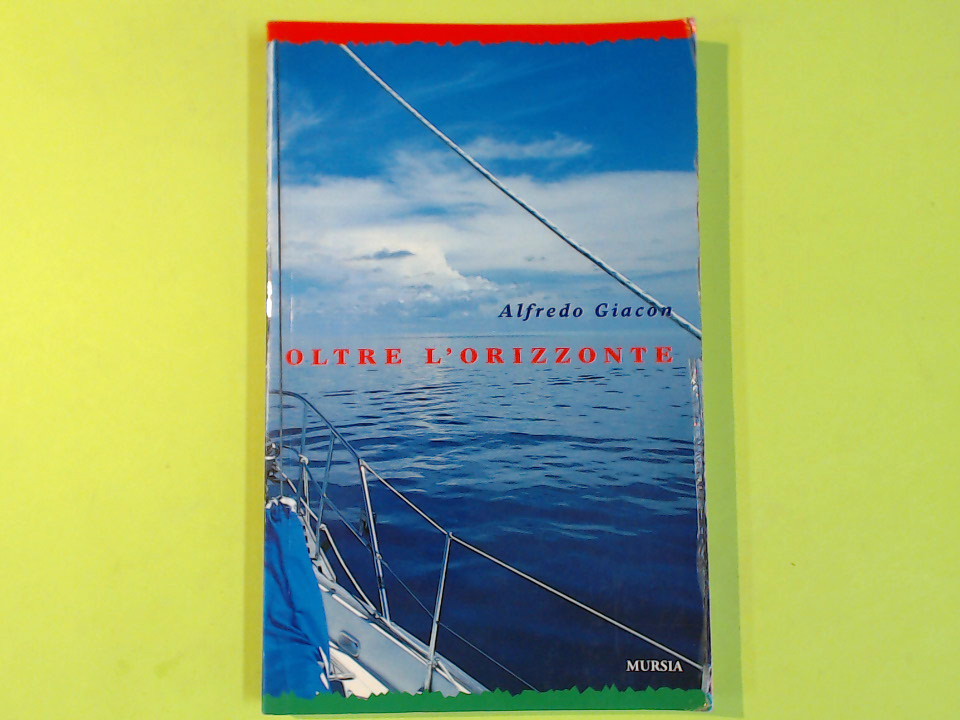 Alfredo Giacon
OLTRE L'ORIZZONTE
MURSIA